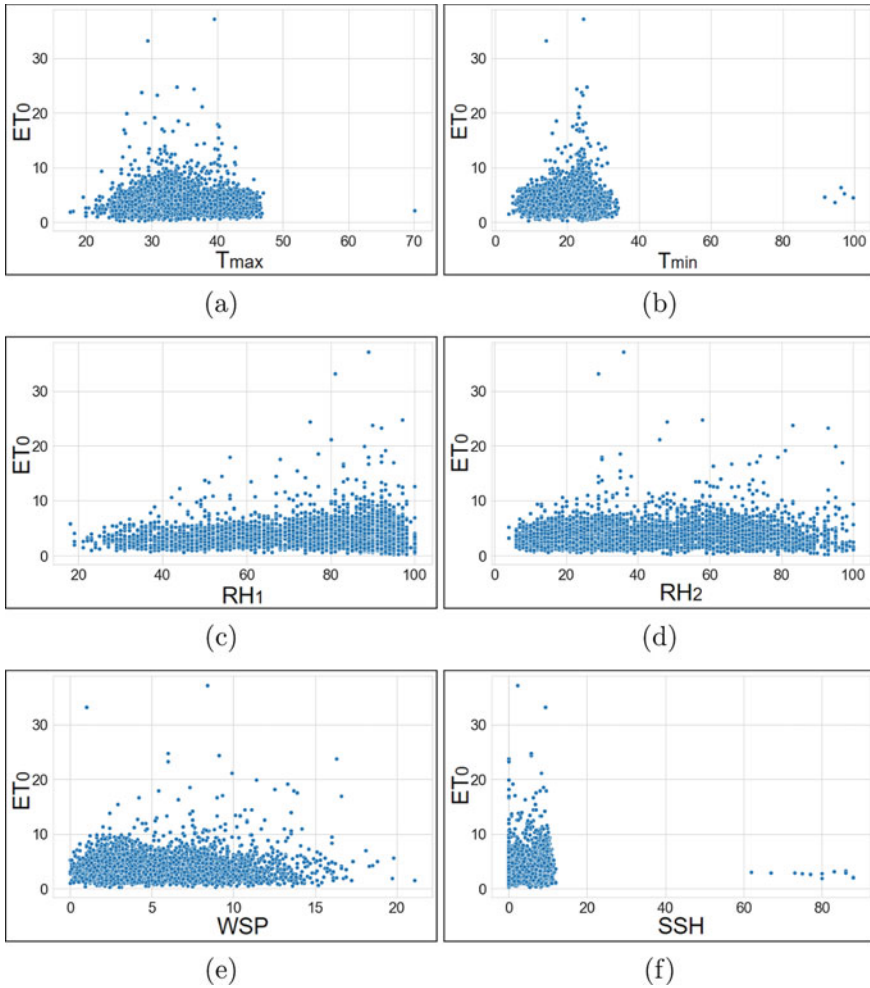 ET0
30
20
10
0
20 30 40 50 60 70
Tmax
(a)
ET0
30
20
10
0
0 20 40 60 80 100
Tmin
(b)
ET0
30
20
10
0
20 40 60 80 100
RH1
(c)
ET0
30
20
10
0
0 20 40 60 80 100
RH2
(d)
ET0
30
20
10
0
0 5 10 15 20
WSP
(e)
ET0
30
20
10
0
0 20 40 60 80
SSH
(f)